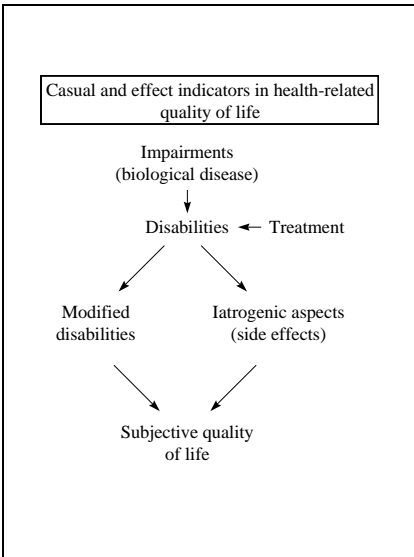 Casual and effect indicators in health-related
quality of life
Impairments
(biological disease)
Disabilities
Treatment
Modified
disabilities
Iatrogenic aspects
(side effects)
Subjective quality
of life